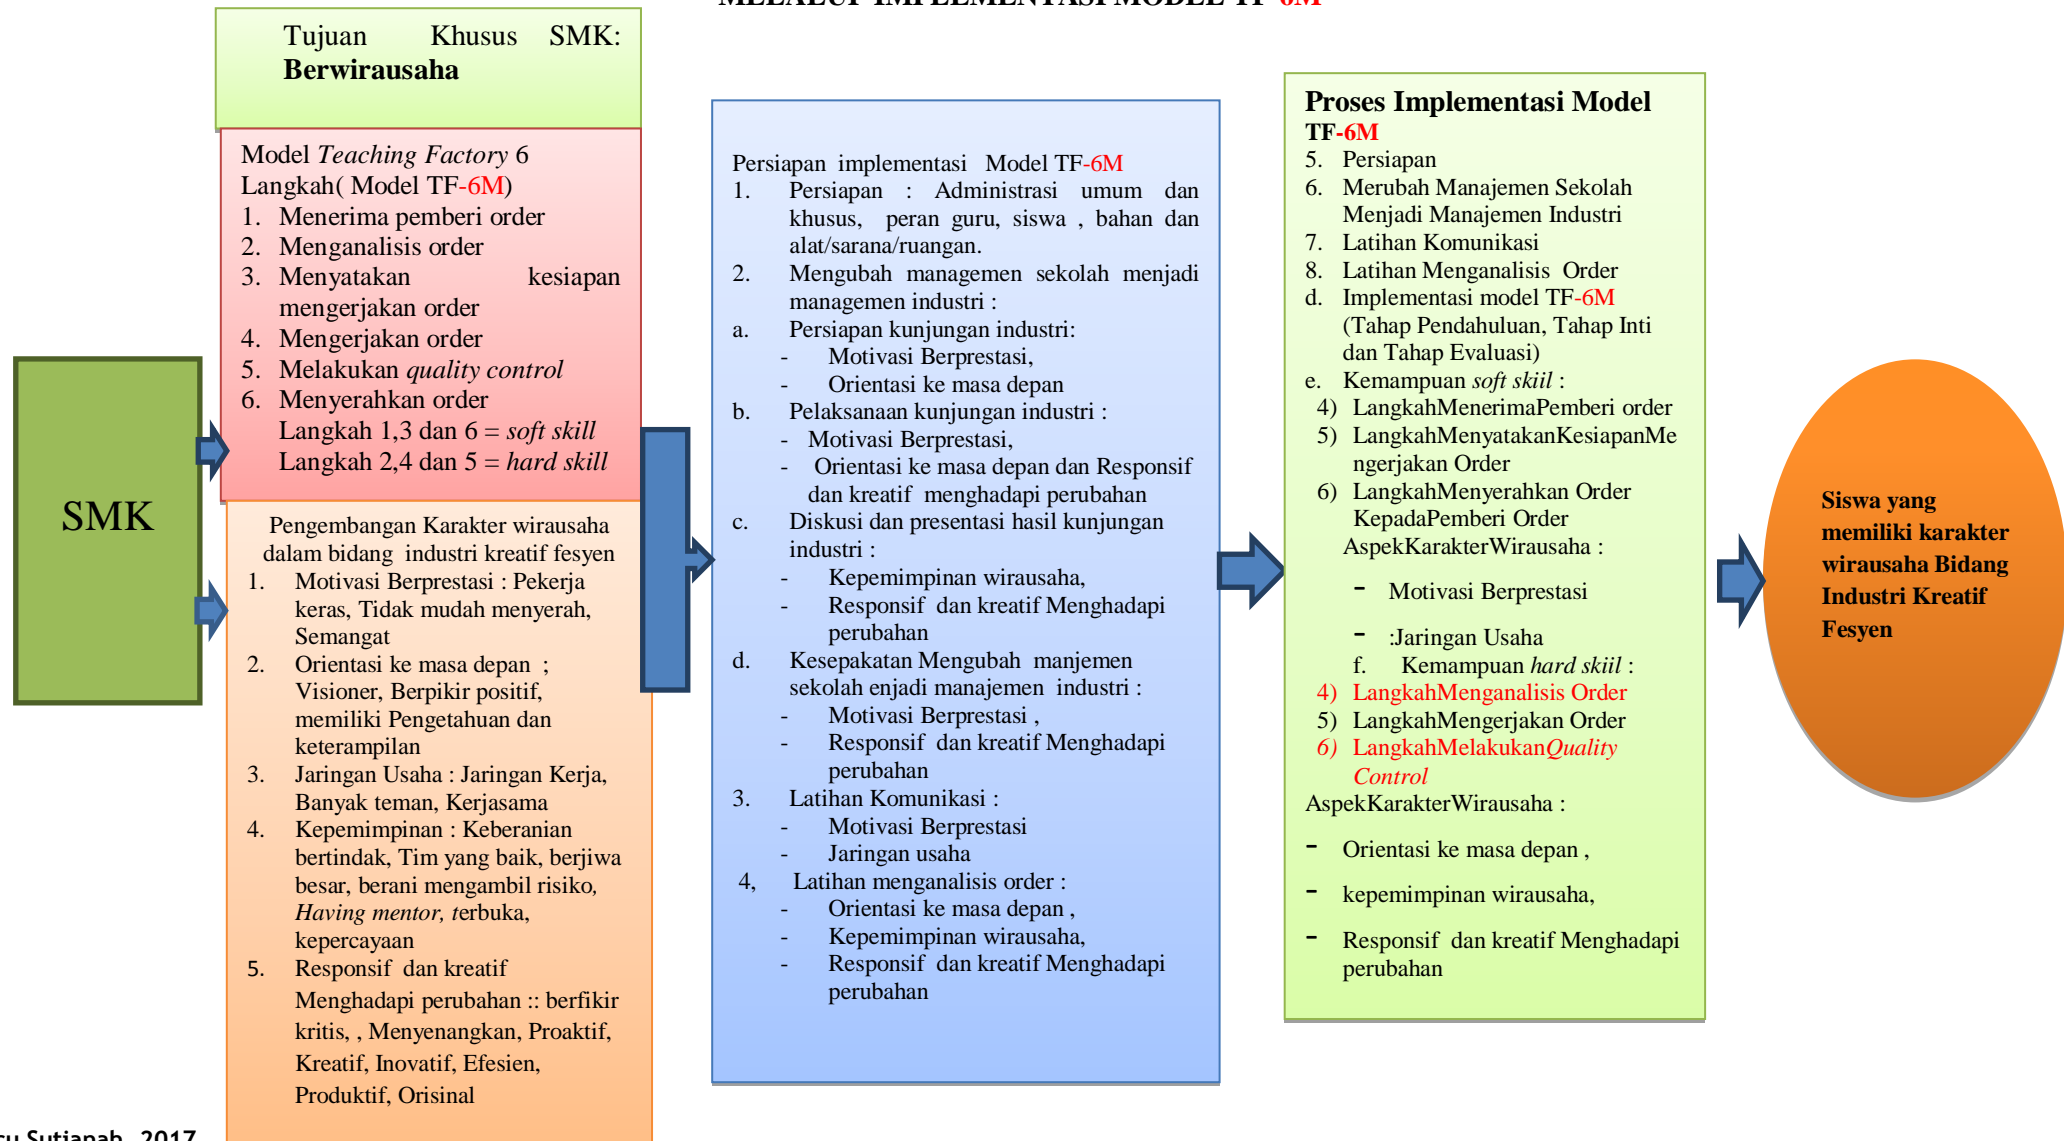 MELALUI IMPLEMENTASI MODEL TF-6M
Tujuan Khusus SMK:
Berwirausaha
Model Teaching Factory 6
Langkah( Model TF-6M)
1. Menerima pemberi order
2. Menganalisis order
3. Menyatakan kesiapan
mengerjakan order
4. Mengerjakan order
5. Melakukan quality control
6. Menyerahkan order
Langkah 1,3 dan 6 = soft skill
Langkah 2,4 dan 5 = hard skill
SMK
Pengembangan Karakter wirausaha
dalam bidang industri kreatif fesyen
1. Motivasi Berprestasi : Pekerja
keras, Tidak mudah menyerah,
Semangat
2. Orientasi ke masa depan ;
Visioner, Berpikir positif,
memiliki Pengetahuan dan
keterampilan
3. Jaringan Usaha : Jaringan Kerja,
Banyak teman, Kerjasama
4. Kepemimpinan : Keberanian
bertindak, Tim yang baik, berjiwa
besar, berani mengambil risiko,
Having mentor, terbuka,
kepercayaan
5. Responsif dan kreatif
Menghadapi perubahan :: berfikir
kritis, , Menyenangkan, Proaktif,
Kreatif, Inovatif, Efesien,
Produktif, Orisinal
Persiapan implementasi Model TF-6M
1. Persiapan : Administrasi umum dan
khusus, peran guru, siswa , bahan dan
alat/sarana/ruangan.
2. Mengubah managemen sekolah menjadi
managemen industri :
a. Persiapan kunjungan industri:
- Motivasi Berprestasi,
- Orientasi ke masa depan
b. Pelaksanaan kunjungan industri :
- Motivasi Berprestasi,
- Orientasi ke masa depan dan Responsif
dan kreatif menghadapi perubahan
c. Diskusi dan presentasi hasil kunjungan
industri :
- Kepemimpinan wirausaha,
- Responsif dan kreatif Menghadapi
perubahan
d. Kesepakatan Mengubah manjemen
sekolah enjadi manajemen industri :
- Motivasi Berprestasi ,
- Responsif dan kreatif Menghadapi
perubahan
3. Latihan Komunikasi :
- Motivasi Berprestasi
- Jaringan usaha
4, Latihan menganalisis order :
- Orientasi ke masa depan ,
- Kepemimpinan wirausaha,
- Responsif dan kreatif Menghadapi
perubahan
Proses Implementasi Model
TF-6M
5. Persiapan
6. Merubah Manajemen Sekolah
Menjadi Manajemen Industri
7. Latihan Komunikasi
8. Latihan Menganalisis Order
d. Implementasi model TF-6M
(Tahap Pendahuluan, Tahap Inti
dan Tahap Evaluasi)
e. Kemampuan soft skiil :
4) LangkahMenerimaPemberi order
5) LangkahMenyatakanKesiapanMe
ngerjakan Order
6) LangkahMenyerahkan Order
KepadaPemberi Order
AspekKarakterWirausaha :
- Motivasi Berprestasi
- :Jaringan Usaha
f. Kemampuan hard skiil :
4) LangkahMenganalisis Order
5) LangkahMengerjakan Order
6) LangkahMelakukanQuality
Control
AspekKarakterWirausaha :
- Orientasi ke masa depan ,
- kepemimpinan wirausaha,
- Responsif dan kreatif Menghadapi
perubahan
Siswa yang
memiliki karakter
wirausaha Bidang
Industri Kreatif
Fesyen
Sutianah, 2017